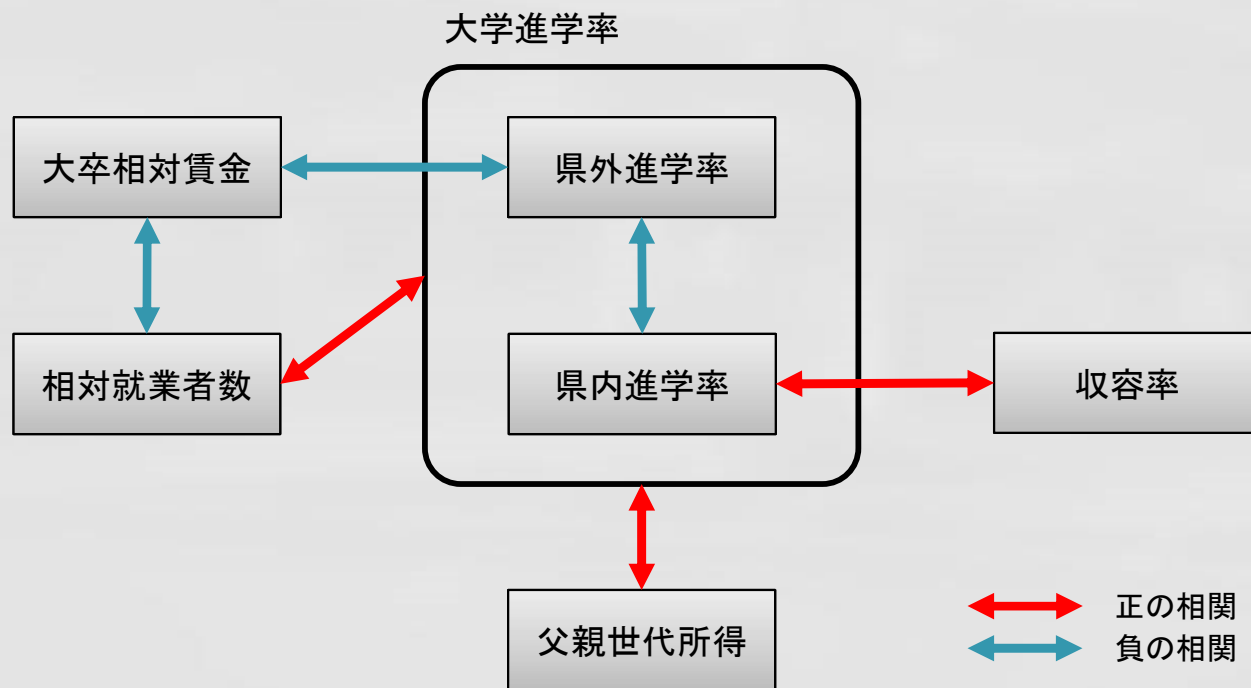 大学進学率
大卒相対賃金
県外進学率
相対就業者数
県内進学率
収容率
父親世代所得
正の相関
負の相関